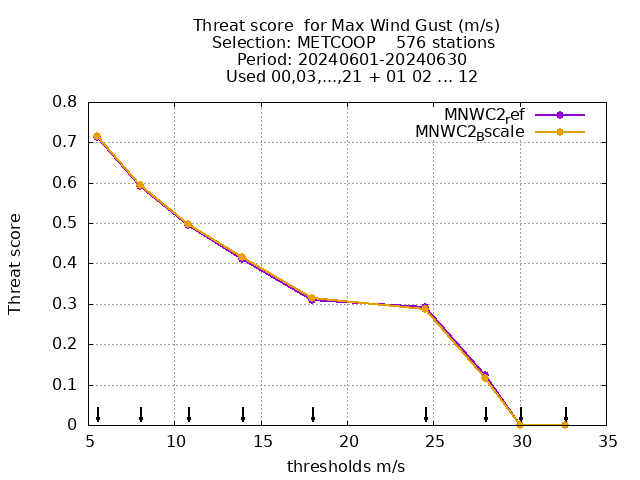 Threat score  for Max Wind Gust (m/s)
Selection: METCOOP    576 stations
Period: 20240601-20240630
Used 00,03,...,21 + 01 02 ... 12
MNWC2ref
MNWC2Bscale
0.8
0.7
0.6
0.5
0.4
0.3
0.2
0.1
0
Threat score
5
10
15
20
25
30
35
thresholds m/s